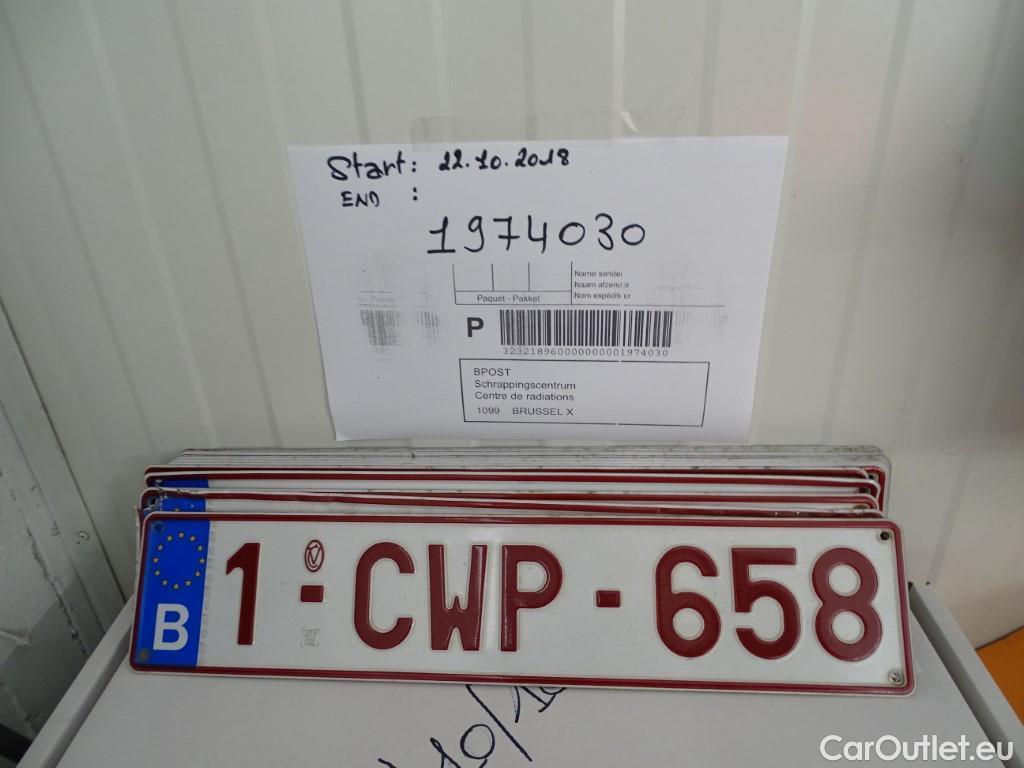 Start: 22.10.2018
END :
1974030
Name sender
Naam afzender
Nom expéditeur
Paquet - Pakket
P
323218960000000001974030
BPOST
Schrappingscentrum
Centre de radiations
1099 BRUSSEL X
B 1-CWP-658
CarOutlet.eu